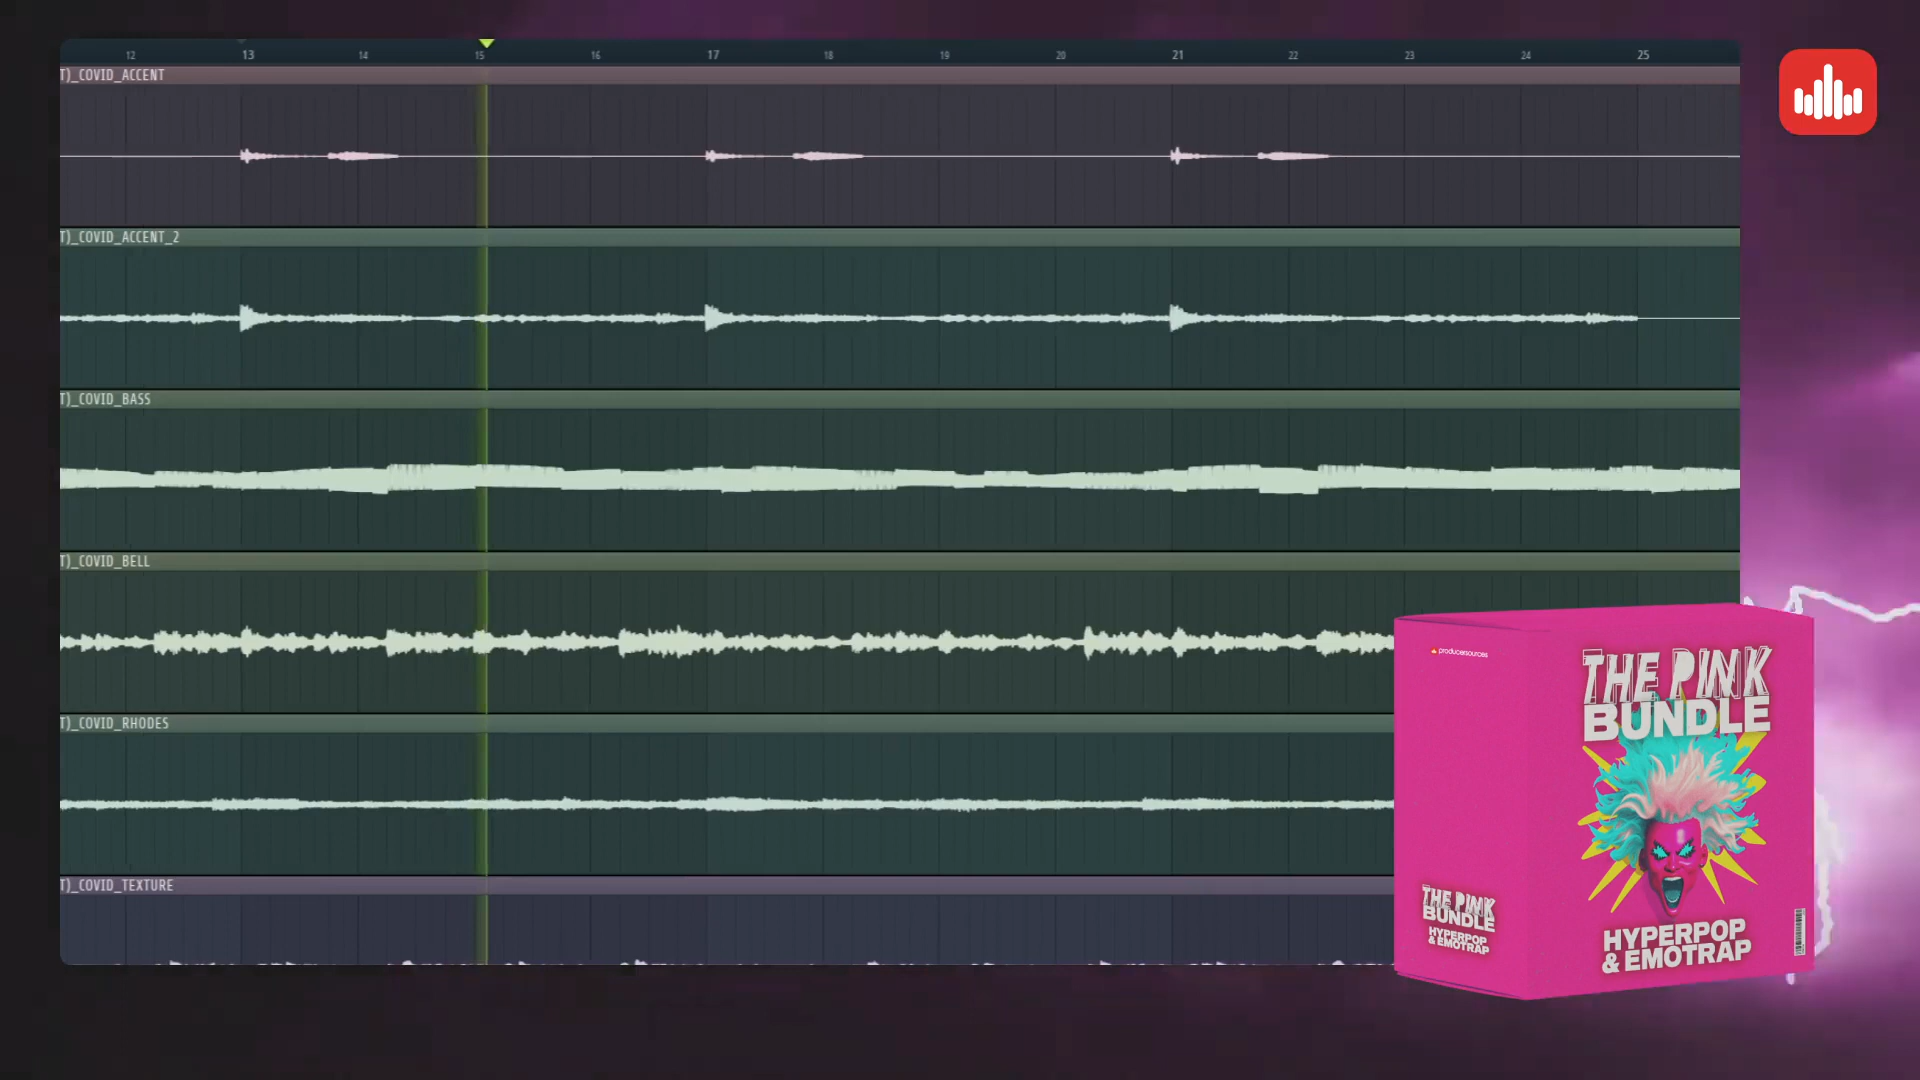 12 13 14 15 16 17 18 19 20 21 22 23 24 25
T)_COVID_ACCENT
T)_COVID_ACCENT_2
T)_COVID_BASS
T)_COVID_BELL
T)_COVID_RHODES
T)_COVID_TEXTURE
producersources
THE PINK
BUNDLE
HYPERPOP
& EMOTRAP
THE PINK
BUNDLE
HYPERPOP
& EMOTRAP